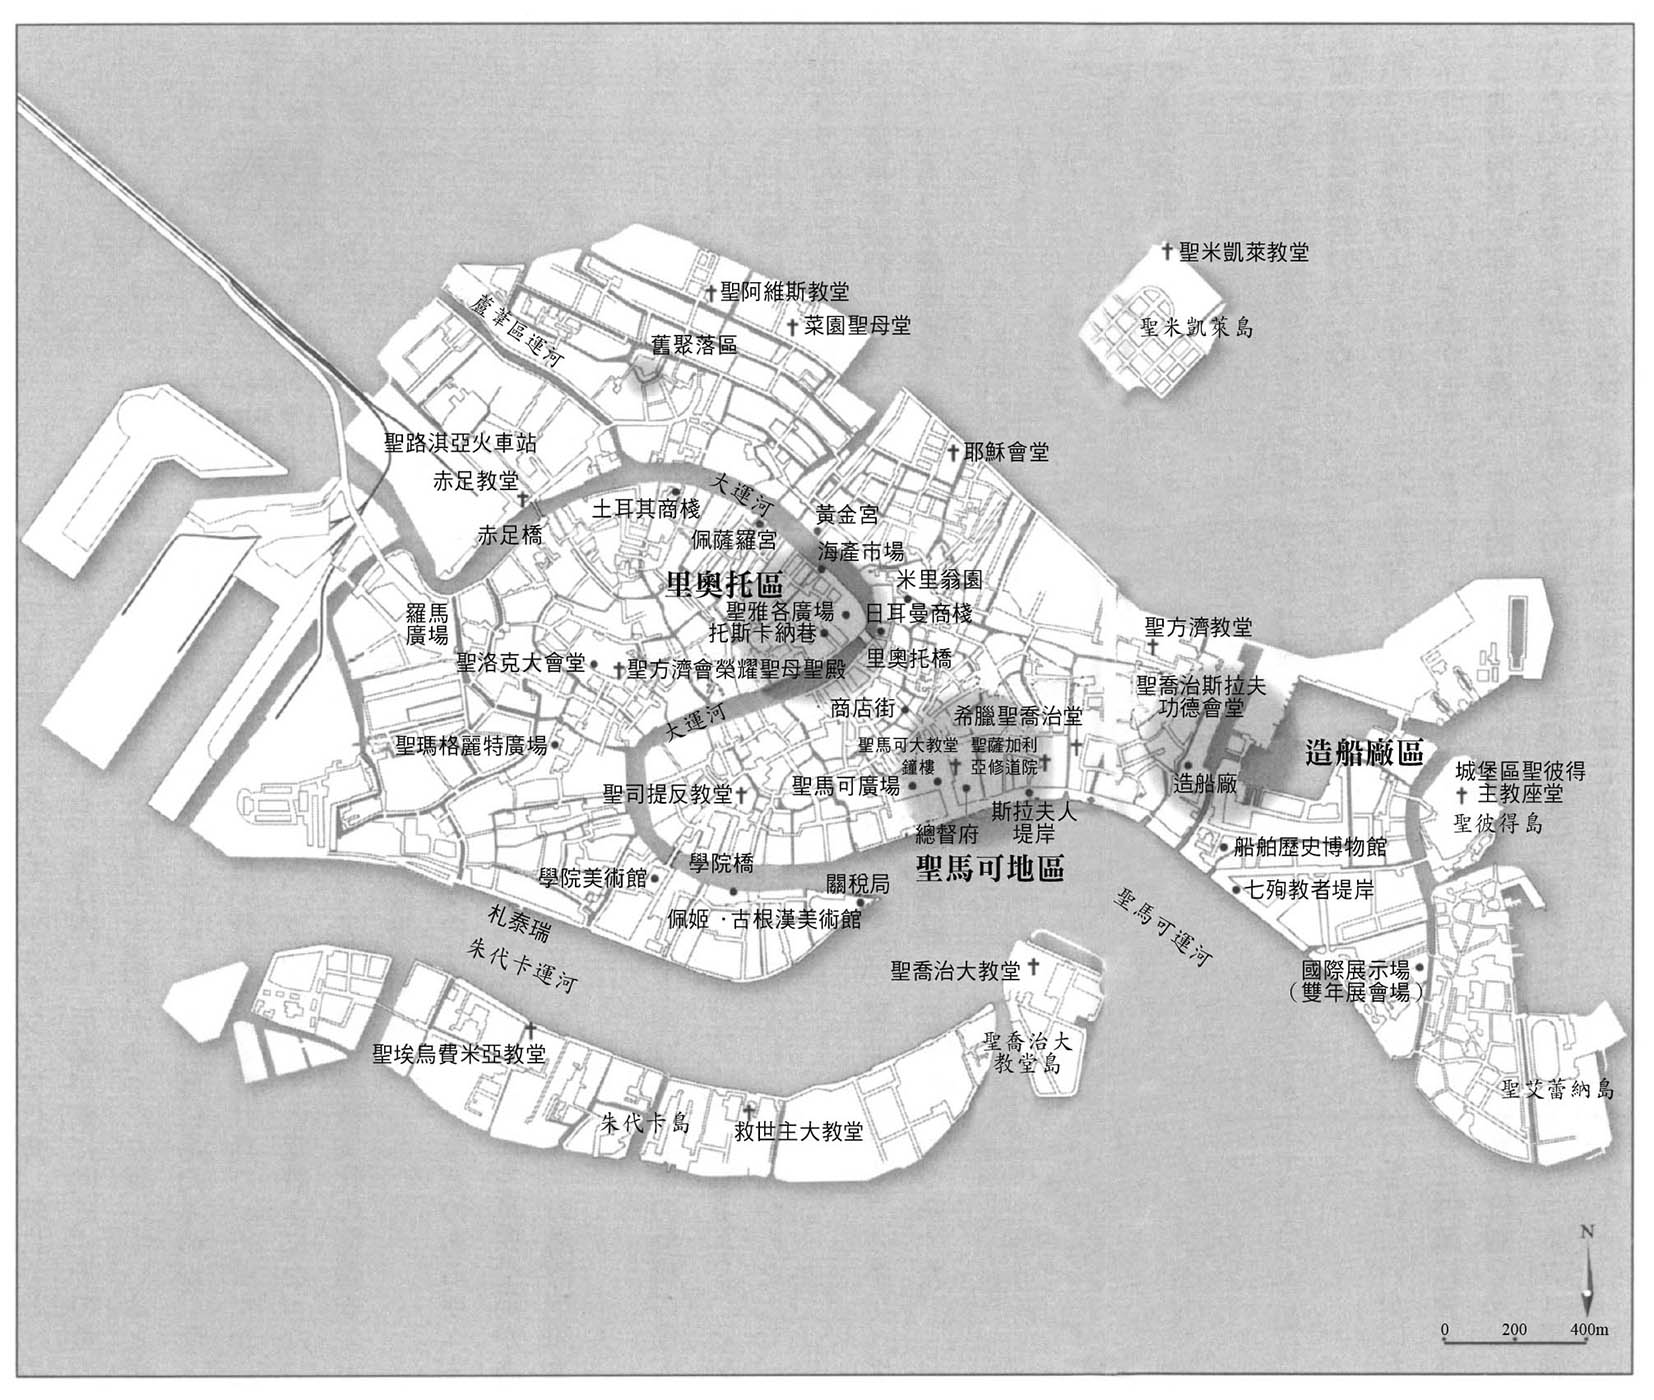 聖米凱萊教堂
聖阿維斯教堂
菜園聖母堂
蘆葦區運河
聖米凱萊島
舊聚落區
聖路淇亞火車站
耶穌會堂
赤足教堂
大運河
土耳其商棧
黃金宮
赤足橋
佩薩羅宮
海產市場
里奧托區
米里翁園
羅馬
廣場
聖雅各廣場
日耳曼商棧
托斯卡納巷
聖方濟教堂
聖洛克大會堂
聖方濟會榮耀聖母聖殿
里奧托橋
聖喬治斯拉夫
功德會堂
商店街
希臘聖喬治堂
大運河
聖瑪格麗特廣場
聖馬可大教堂
鐘樓
聖薩加利
亞修道院
造船廠區
城堡區聖彼得
主教座堂
聖彼得島
聖司提反教堂
聖馬可廣場
造船廠
總督府
斯拉夫人
堤岸
船舶歷史博物館
聖馬可地區
學院橋
學院美術館
關稅局
七殉教者堤岸
佩姬·古根漢美術館
札泰瑞
朱代卡運河
聖馬可運河
聖喬治大教堂
國際展示場
(雙年展會場)
聖喬治大
教堂島
聖埃烏費米亞教堂
聖艾蕾納島
朱代卡島
救世主大教堂
N
0 200 400m